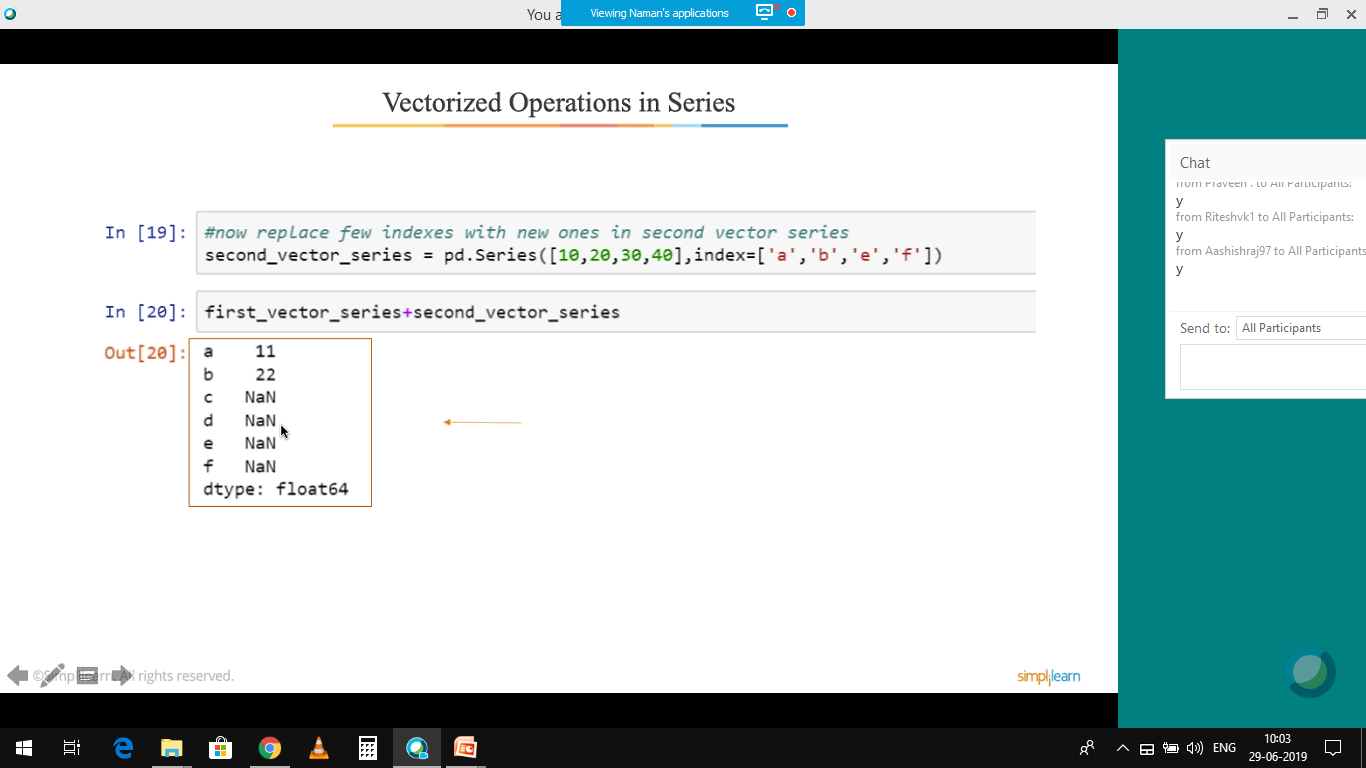 You a
Viewing Naman's applications
Vectorized Operations in Series
In [19]:
#now replace few indexes with new ones in second vector series
second_vector_series = pd.Series([10,20,30,40],index=['a','b','e','f'])
In [20]:
first_vector_series+second_vector_series
Out[20]:
a 11
b 22
c NaN
d NaN
e NaN
f NaN
dtype: float64
©Simplilearn. All rights reserved.
simplilearn
Chat
from Praveen . to All Participants:
y
from Riteshvk1 to All Participants:
y
from Aashishraj97 to All Participants
y
Send to: All Participants
ENG
10:03
29-06-2019